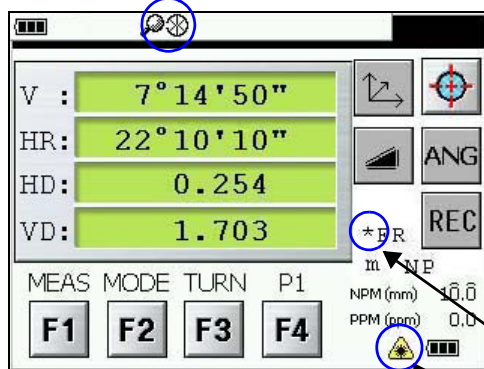 V : 7°14'50"
HR: 22°10'10"
HD: 0.254
VD: 1.703
ANG
REC
*FR
m NP
NPM (mm) 10.0
PPM (ppm) 0.0
MEAS MODE TURN P1
F1 F2 F3 F4